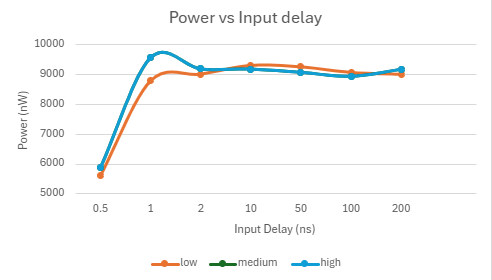 Power vs Input delay
10000
9000
8000
7000
6000
5000
Power (nW)
0.5 1 2 10 50 100 200
Input Delay (ns)
low medium high